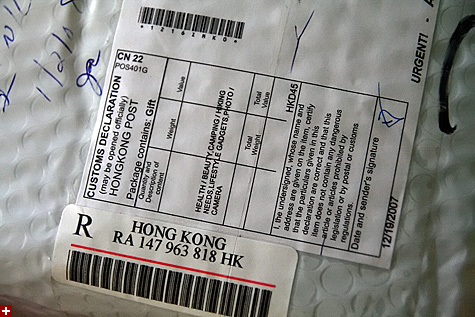 CN 22
POS401G
CUSTOMS DECLARATION
(may be opened officially)
HONGKONG POST
Package contains: Gift
Quantity and
Description of
content
Weight
Value
HEALTH / BEAUTY CAMPING / HIKING
NEEDS/LIFESTYLE GADGETS,PHOTO /
CAMERA
Total
Weight
Total
Value
HKD45
I, the undersigned, whose name and
address are given on the item, certify
that the particulars given in this
declaration are correct and that this
item does not contain any dangerous
article or articles prohibited by
legislation or by postal or customs
regulations.
Date and sender's signature
12/19/2007
URGENT! - A
R
HONG KONG
RA 147 963 818 HK